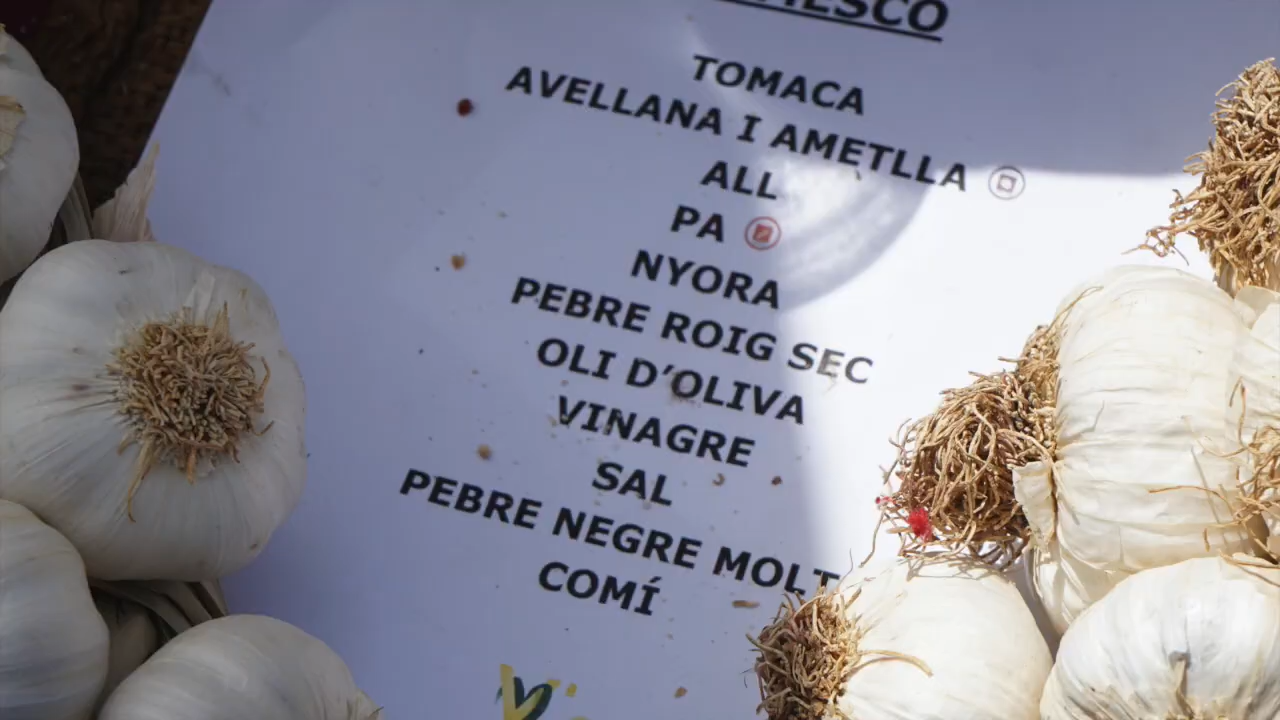 TOMACA
AVELLANA I AMETLLA
ALL
PA
NYORA
PEBRE ROIG SEC
OLI D'OLIVA
VINAGRE
SAL
PEBRE NEGRE MOLT
COMÍ